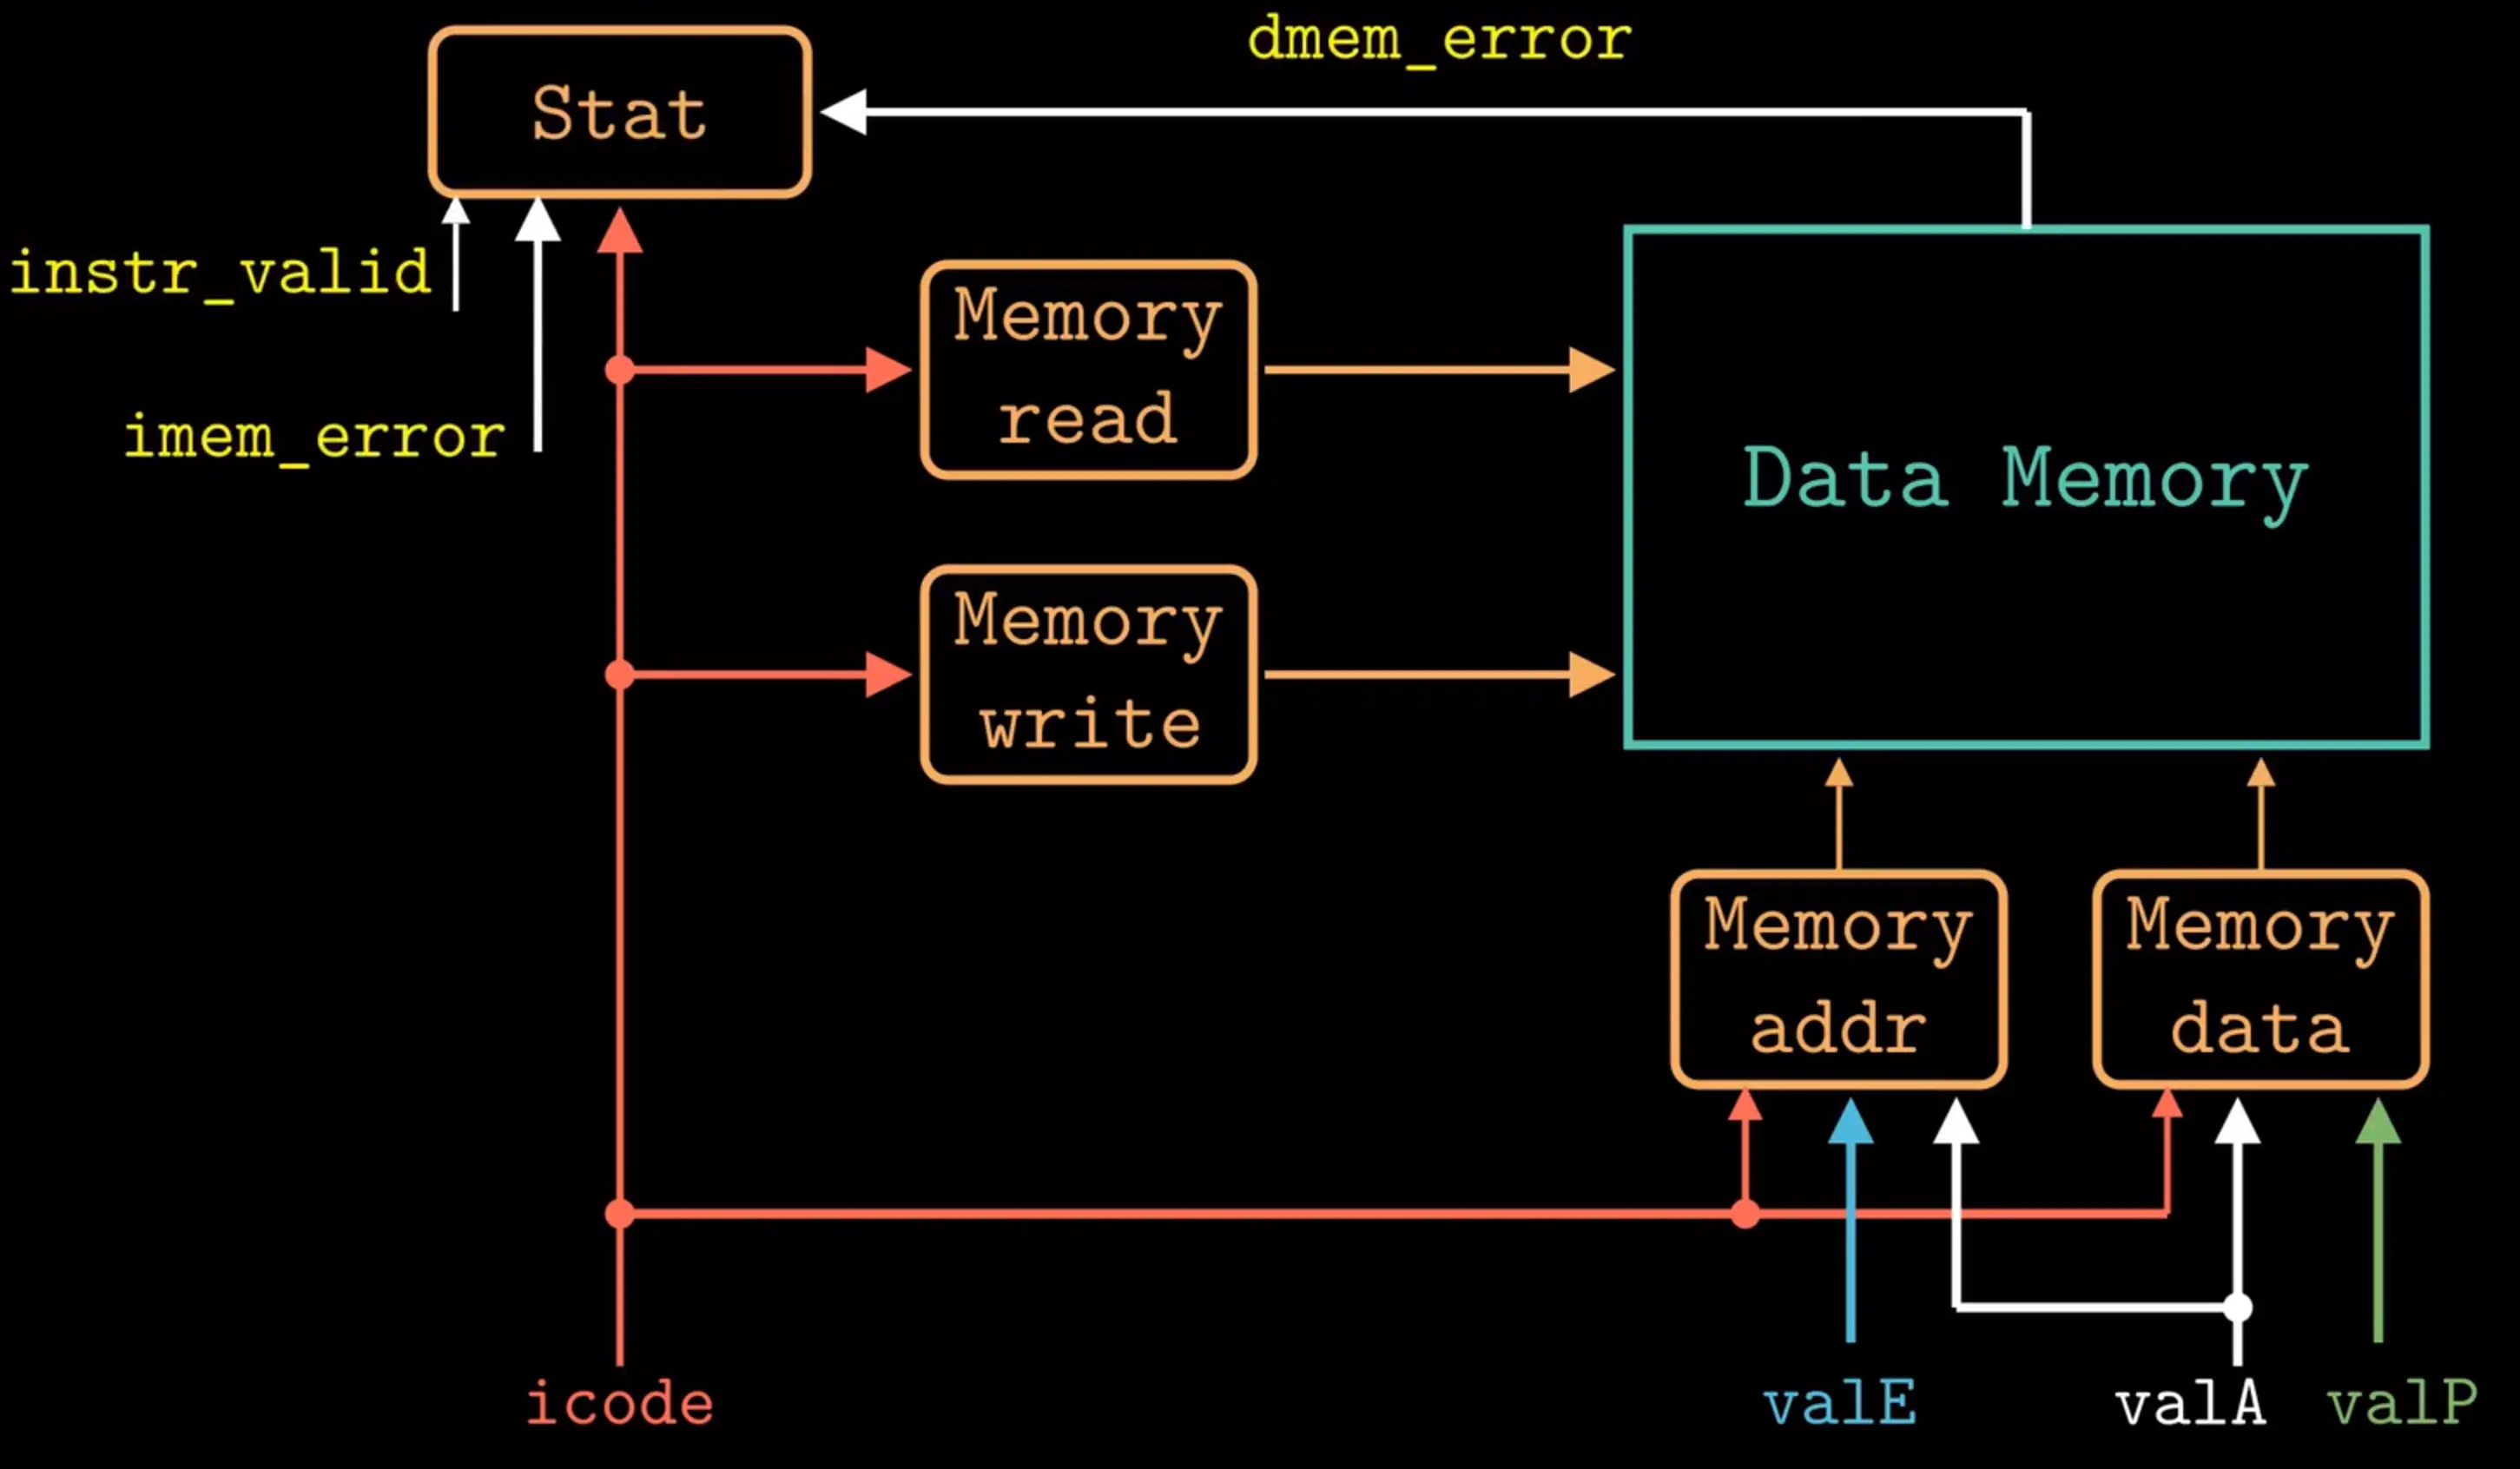 dmem_error
Stat
instr_valid
imem_error
Memory
read
Data Memory
Memory
write
Memory
addr
Memory
data
icode
valE
valA
valP